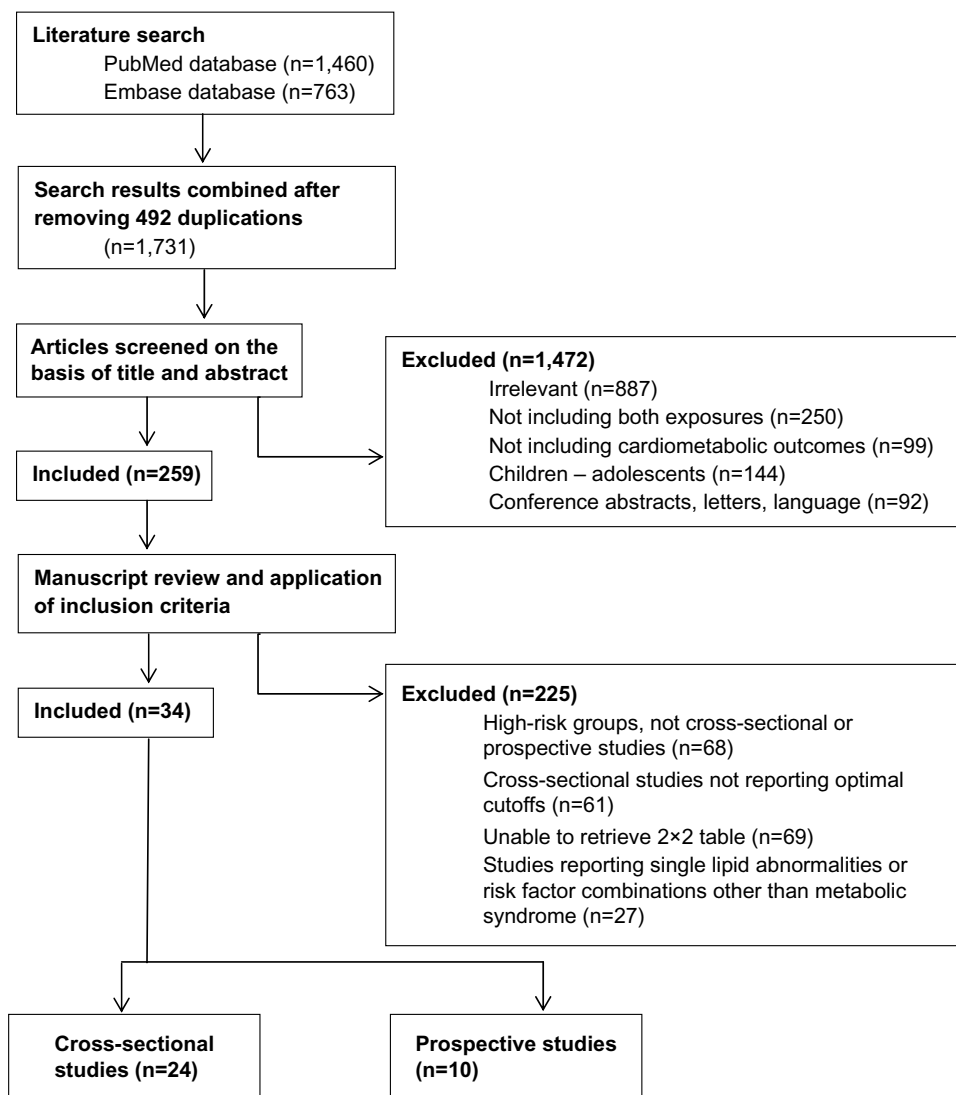 Literature search
PubMed database (n=1,460)
Embase database (n=763)
Search results combined after
removing 492 duplications
(n=1,731)
Articles screened on the
basis of title and abstract
Excluded (n=1,472)
Irrelevant (n=887)
Not including both exposures (n=250)
Not including cardiometabolic outcomes (n=99)
Children – adolescents (n=144)
Conference abstracts, letters, language (n=92)
Included (n=259)
Manuscript review and application
of inclusion criteria
Excluded (n=225)
High-risk groups, not cross-sectional or
prospective studies (n=68)
Cross-sectional studies not reporting optimal
cutoffs (n=61)
Unable to retrieve 2×2 table (n=69)
Studies reporting single lipid abnormalities or
risk factor combinations other than metabolic
syndrome (n=27)
Included (n=34)
Cross-sectional
studies (n=24)
Prospective studies
(n=10)